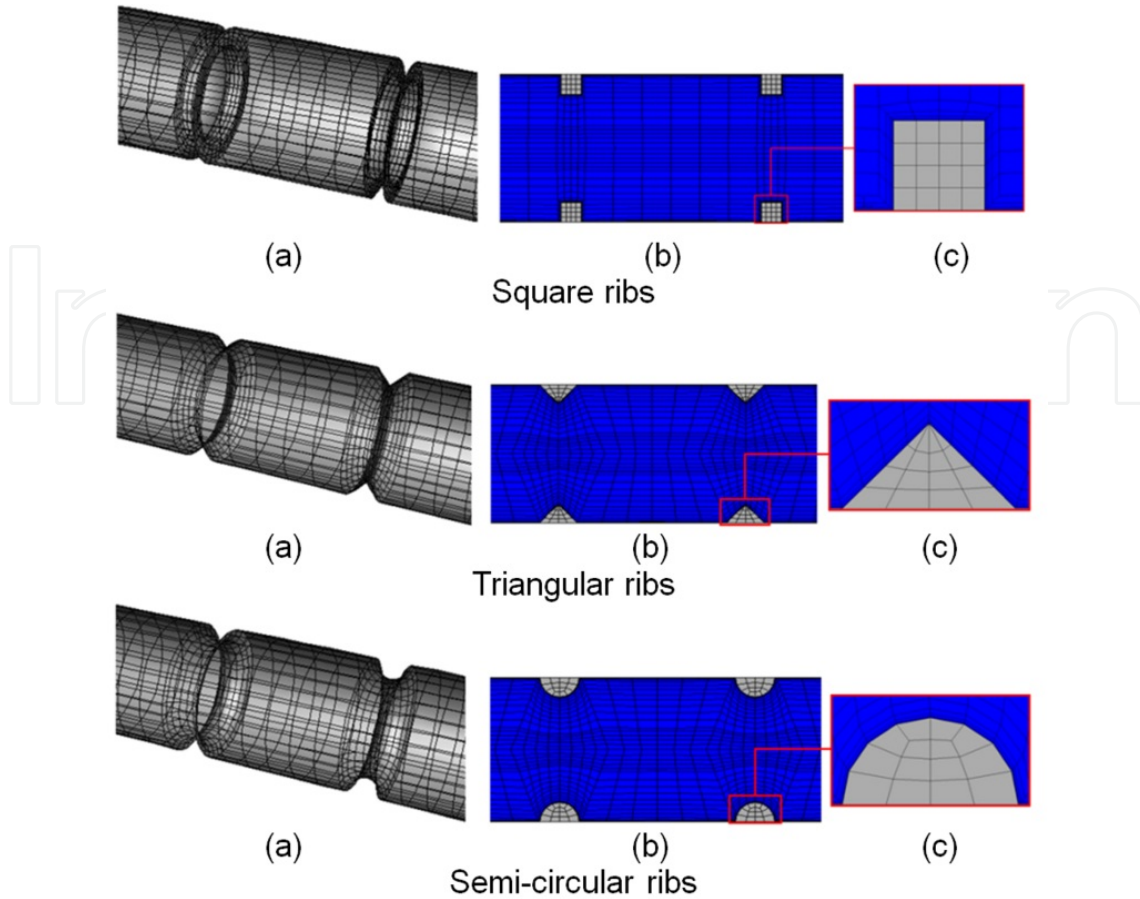 (a) (b) (c)
Square ribs
(a) (b) (c)
Triangular ribs
(a) (b) (c)
Semi-circular ribs